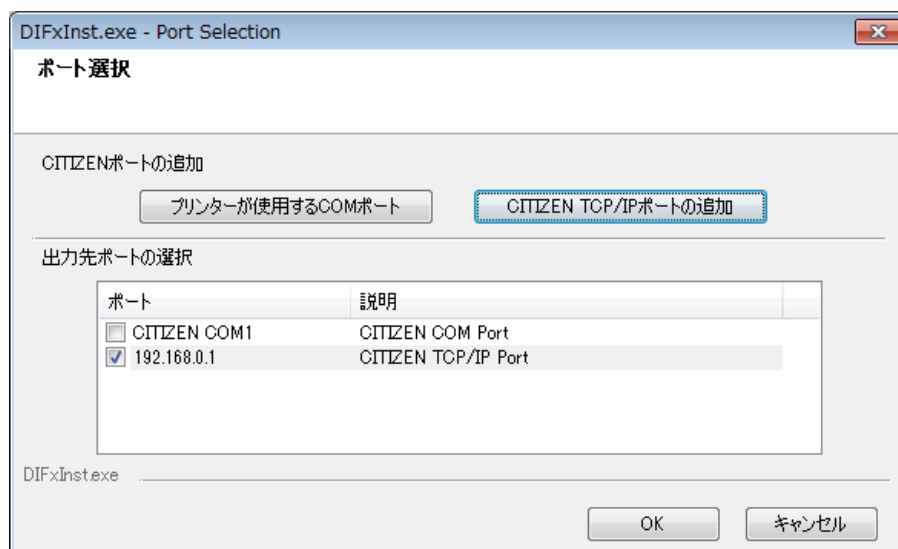 DIFxInst.exe - Port Selection
ポート選択
CITIZENポートの追加
プリンターが使用するCOMポート
CITIZEN TCP/IPポートの追加
出力先ポートの選択
ポート 説明
CITIZEN COM1 CITIZEN COM Port
192.168.0.1 CITIZEN TCP/IP Port
DIFxInst.exe
OK キャンセル